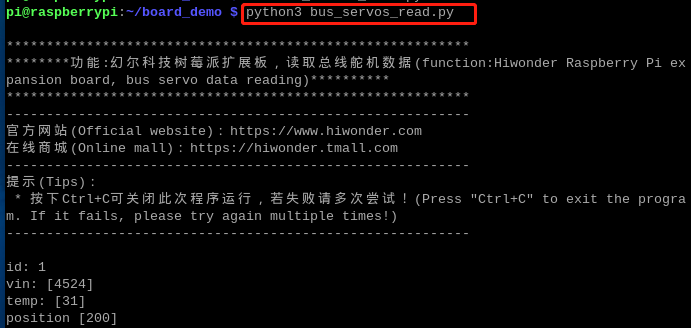 pi@raspberrypi:~/board_demo $ python3 bus_servos_read.py
**********************************************************
********功能:幻尔科技树莓派扩展板，读取总线舵机数据(function:Hiwonder Raspberry Pi ex
pansion board, bus servo data reading)**********
**********************************************************
----------------------------------------------------------
官方网站(Official website)：https://www.hiwonder.com
在线商城(Online mall)：https://hiwonder.tmall.com
----------------------------------------------------------
提示(Tips)：
* 按下Ctrl+C可关闭此次程序运行，若失败请多次尝试！(Press "Ctrl+C" to exit the progra
m. If it fails, please try again multiple times!)
----------------------------------------------------------
id: 1
vin: [4524]
temp: [31]
position [200]